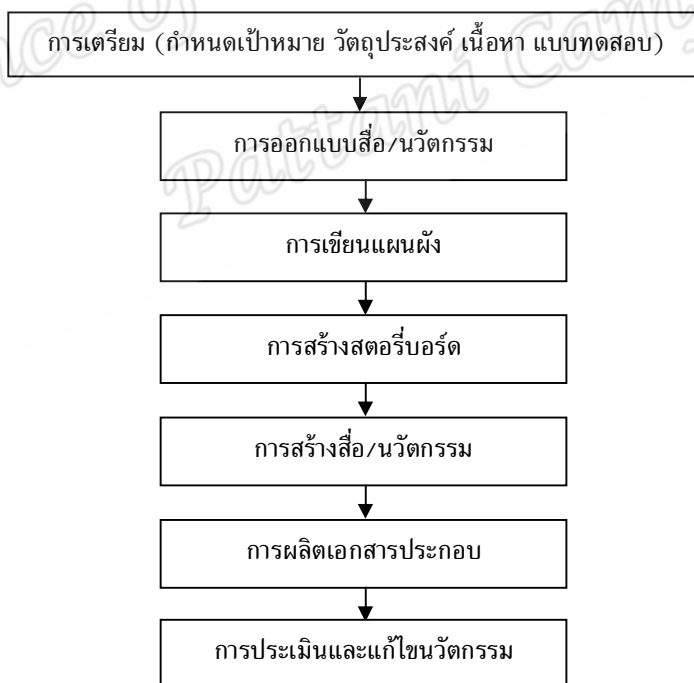 การเตรียม (กำหนดเป้าหมาย วัตถุประสงค์ เนื้อหา แบบทดสอบ)
การออกแบบสื่อ/นวัตกรรม
การเขียนแผนผัง
การสร้างสตอรี่บอร์ด
การสร้างสื่อ/นวัตกรรม
การผลิตเอกสารประกอบ
การประเมินและแก้ไขนวัตกรรม
Pattani